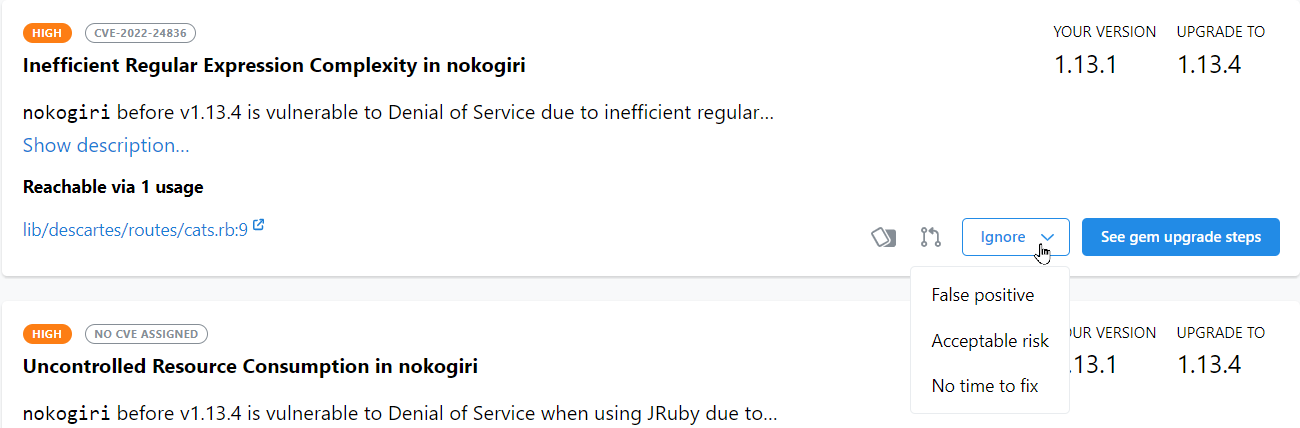 HIGH CVE-2022-24836 YOUR VERSION UPGRADE TO
Inefficient Regular Expression Complexity in nokogiri 1.13.1 1.13.4
nokogiri before v1.13.4 is vulnerable to Denial of Service due to inefficient regular...
Show description...
Reachable via 1 usage
lib/descartes/routes/cats.rb:9 Ignore See gem upgrade steps
False positive
Acceptable risk
No time to fix
HIGH NO CVE ASSIGNED OUR VERSION UPGRADE TO
Uncontrolled Resource Consumption in nokogiri .13.1 1.13.4
nokogiri before v1.13.4 is vulnerable to Denial of Service when using JRuby due to...